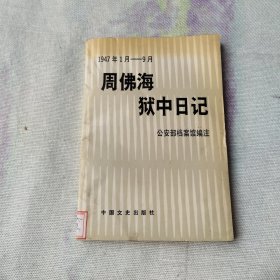 1947年1月——9月
周佛海
狱中日记
公安部档案馆编注
中国文史出版社